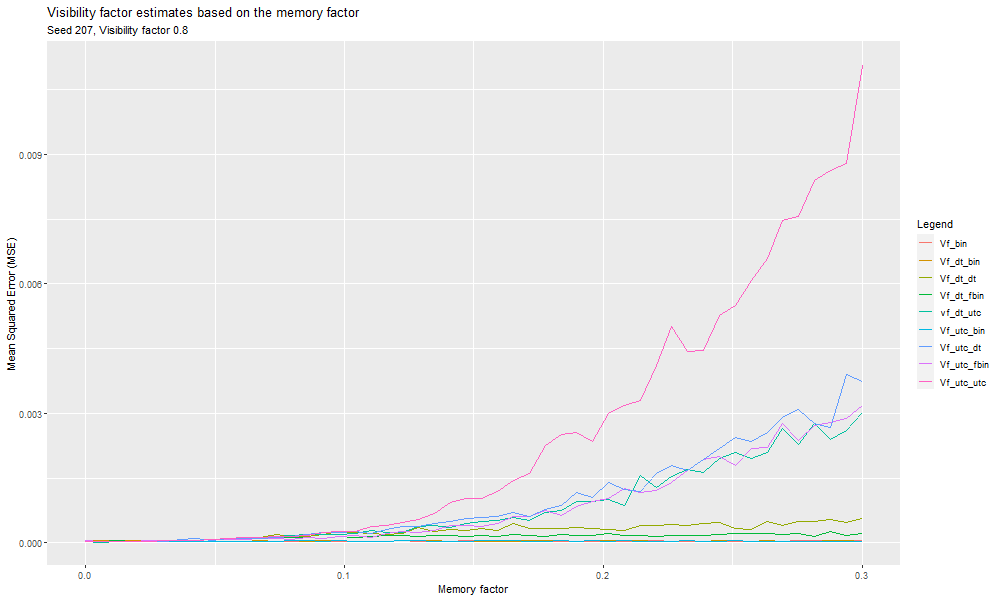 Visibility factor estimates based on the memory factor
Seed 207, Visibility factor 0.8
Mean Squared Error (MSE)
0.009
0.006
0.003
0.000
0.0
0.1
0.2
0.3
Memory factor
Legend
Vf_bin
Vf_dt_bin
Vf_dt_dt
Vf_dt_fbin
vf_dt_utc
Vf_utc_bin
Vf_utc_dt
Vf_utc_fbin
Vf_utc_utc